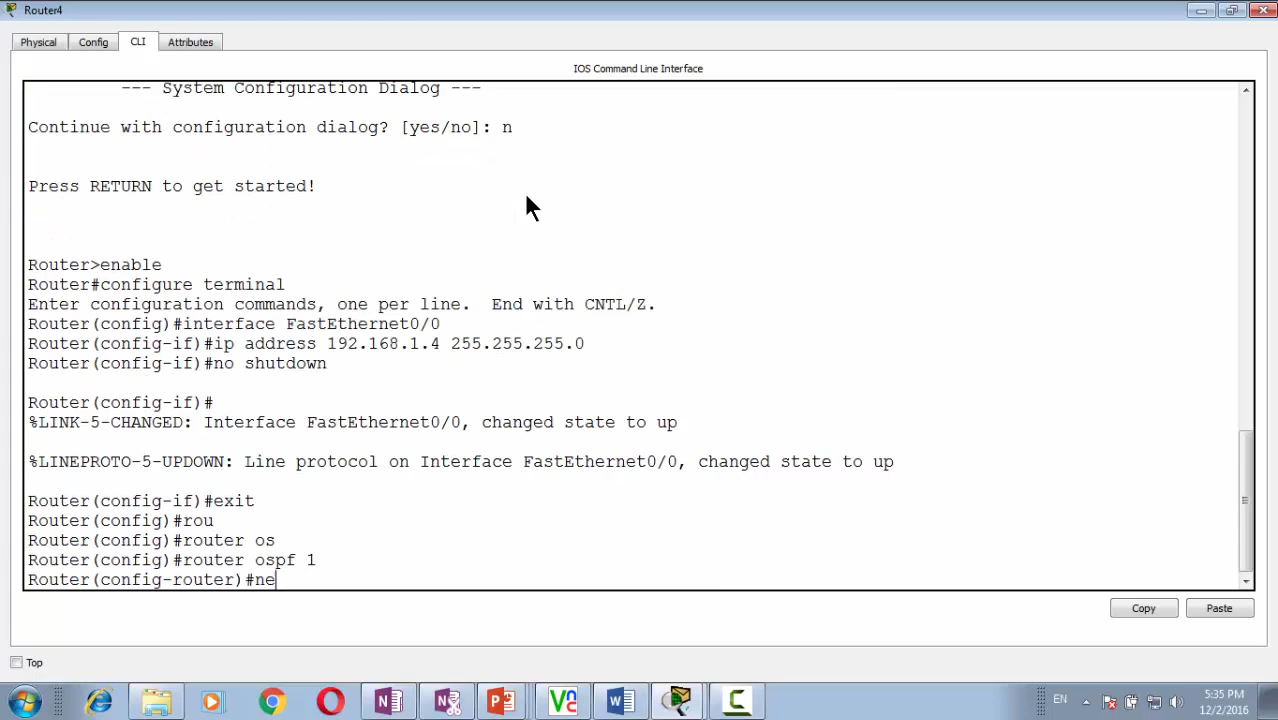 Router4
Physical
Config
CLI
Attributes
IOS Command Line Interface
--- System Configuration Dialog ---
Continue with configuration dialog? [yes/no]: n
Press RETURN to get started!
Router>enable
Router#configure terminal
Enter configuration commands, one per line.  End with CNTL/Z.
Router(config)#interface FastEthernet0/0
Router(config-if)#ip address 192.168.1.4 255.255.255.0
Router(config-if)#no shutdown
Router(config-if)#
%LINK-5-CHANGED: Interface FastEthernet0/0, changed state to up
%LINEPROTO-5-UPDOWN: Line protocol on Interface FastEthernet0/0, changed state to up
Router(config-if)#exit
Router(config)#rou
Router(config)#router os
Router(config)#router ospf 1
Router(config-router)#ne
Copy
Paste
Top
EN
5:35 PM
12/2/2016